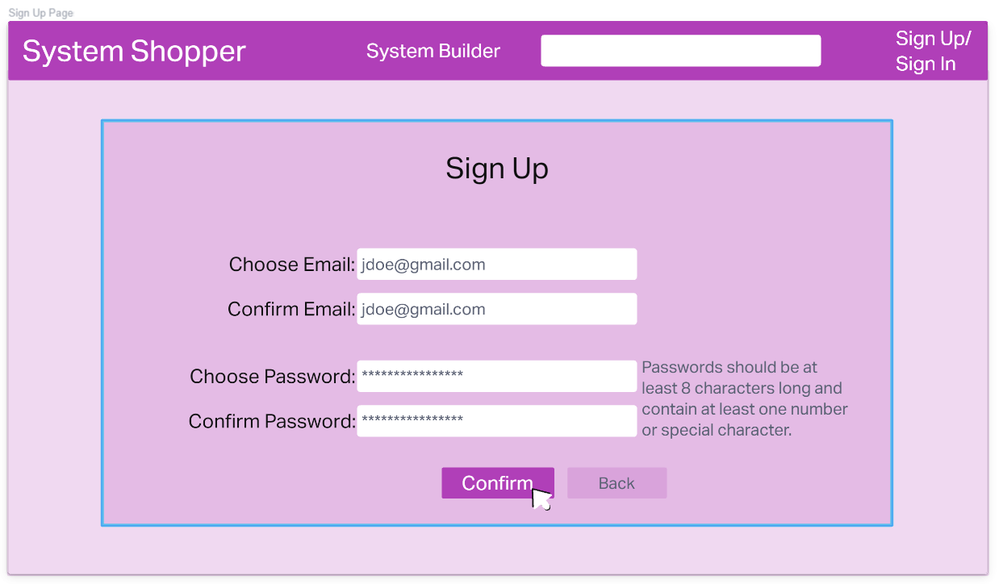 Sign Up Page
System Shopper
System Builder
Sign Up/
Sign In
Sign Up
Choose Email: jdoe@gmail.com
Confirm Email: jdoe@gmail.com
Choose Password: ****************
Confirm Password: ****************
Passwords should be at
least 8 characters long and
contain at least one number
or special character.
Confirm
Back